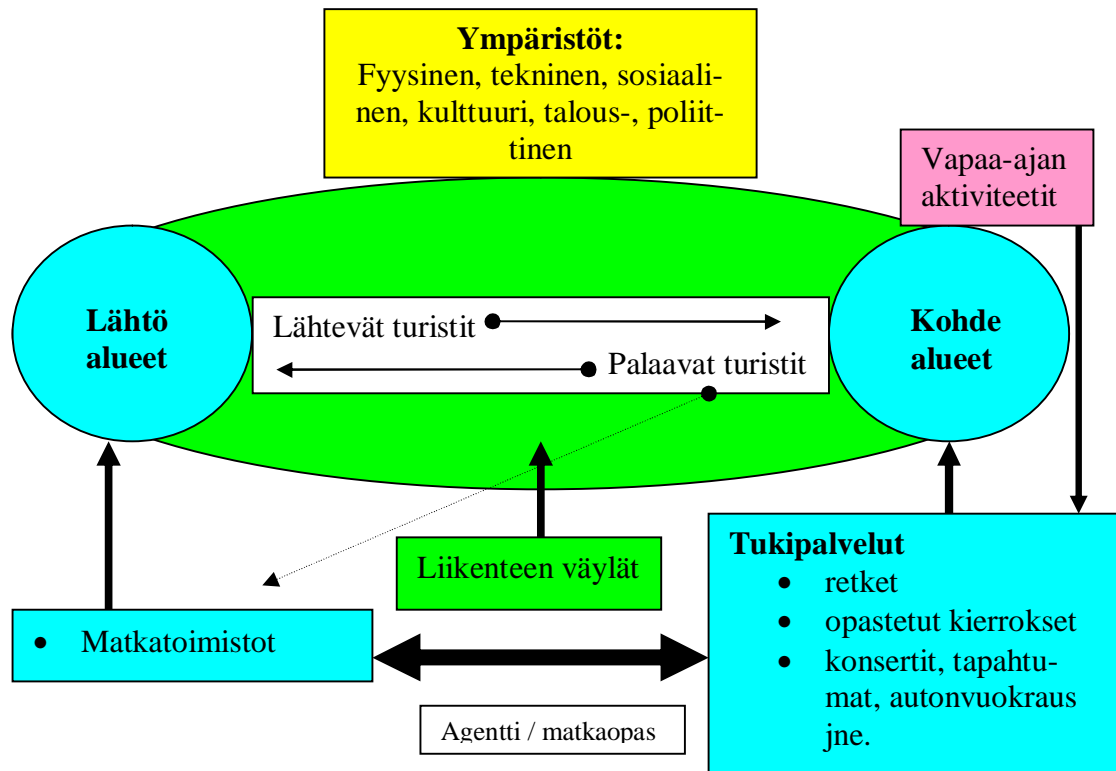 Ympäristöt:
Fyysinen, tekninen, sosiaali-
nen, kulttuuri, talous-, poliit-
tinen
Vapaa-ajan
aktiviteetit
Lähtö
alueet
Lähtevät turistit
Palaavat turistit
Kohde
alueet
Liikenteen väylät
• Matkatoimistot
Agentti / matkaopas
Tukipalvelut
• retket
• opastetut kierrokset
• konsertit, tapahtu-
mat, autonvuokraus
jne.